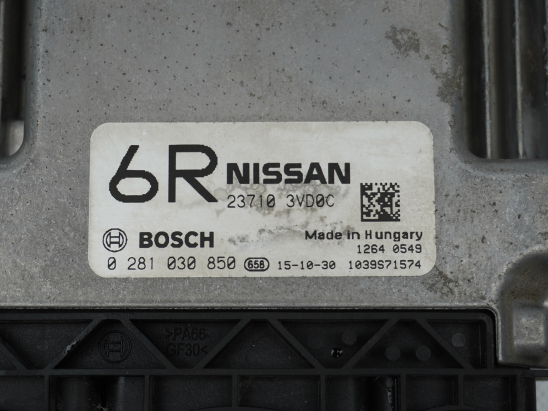 6R NISSAN
23710 3VD0C
BOSCH
Made in Hungary
1264 0549
0 281 030 850 658 15-10-30 1039S71574
>PA66-
GF30<